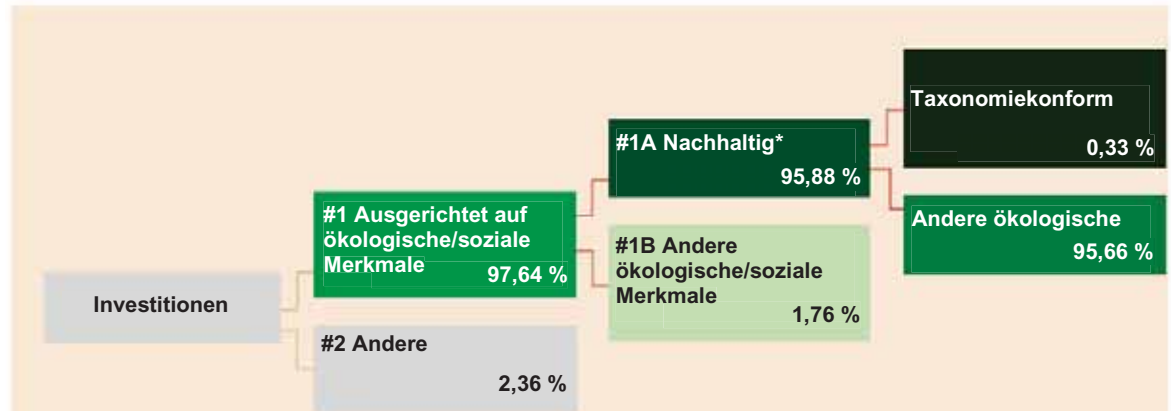 Investitionen
#1 Ausgerichtet auf
ökologische/soziale
Merkmale
97,64 %
#2 Andere
2,36 %
#1A Nachhaltig*
95,88 %
#1B Andere
ökologische/soziale
Merkmale
1,76 %
Taxonomiekonform
0,33 %
Andere ökologische
95,66 %